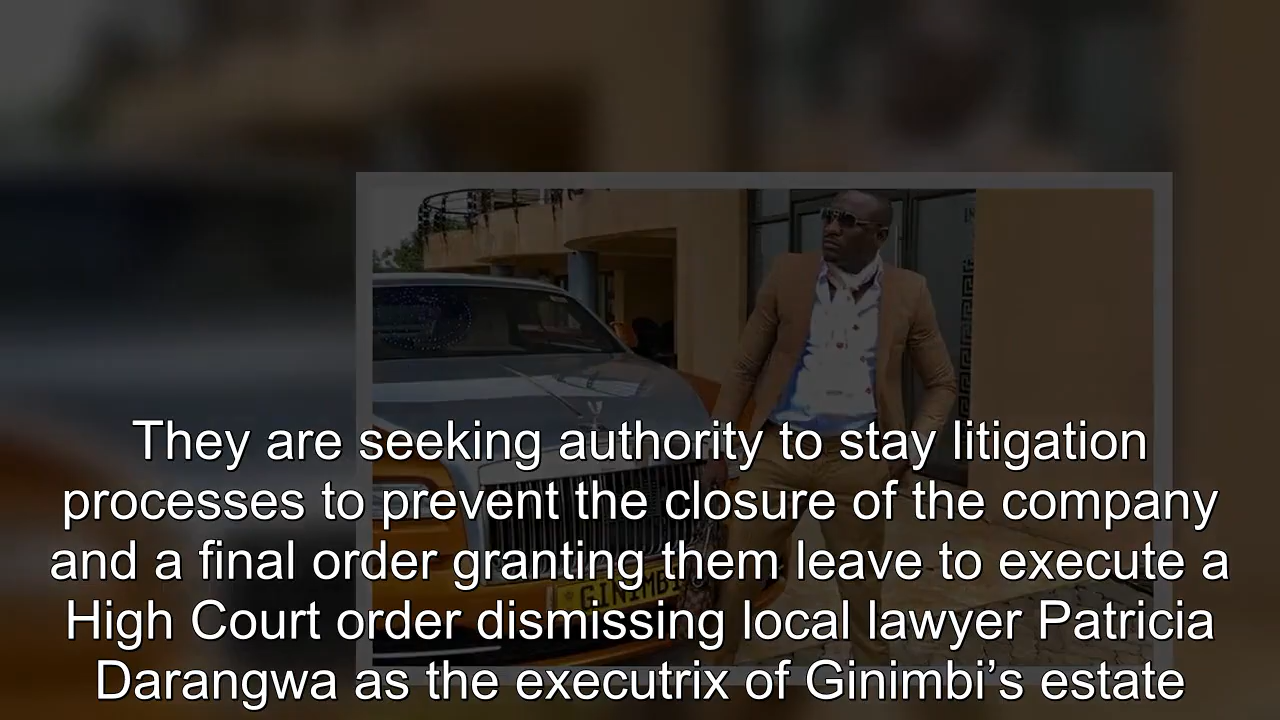 They are seeking authority to stay litigation
processes to prevent the closure of the company
and a final order granting them leave to execute a
High Court order dismissing local lawyer Patricia
Darangwa as the executrix of Ginimbi’s estate
GINIMBI